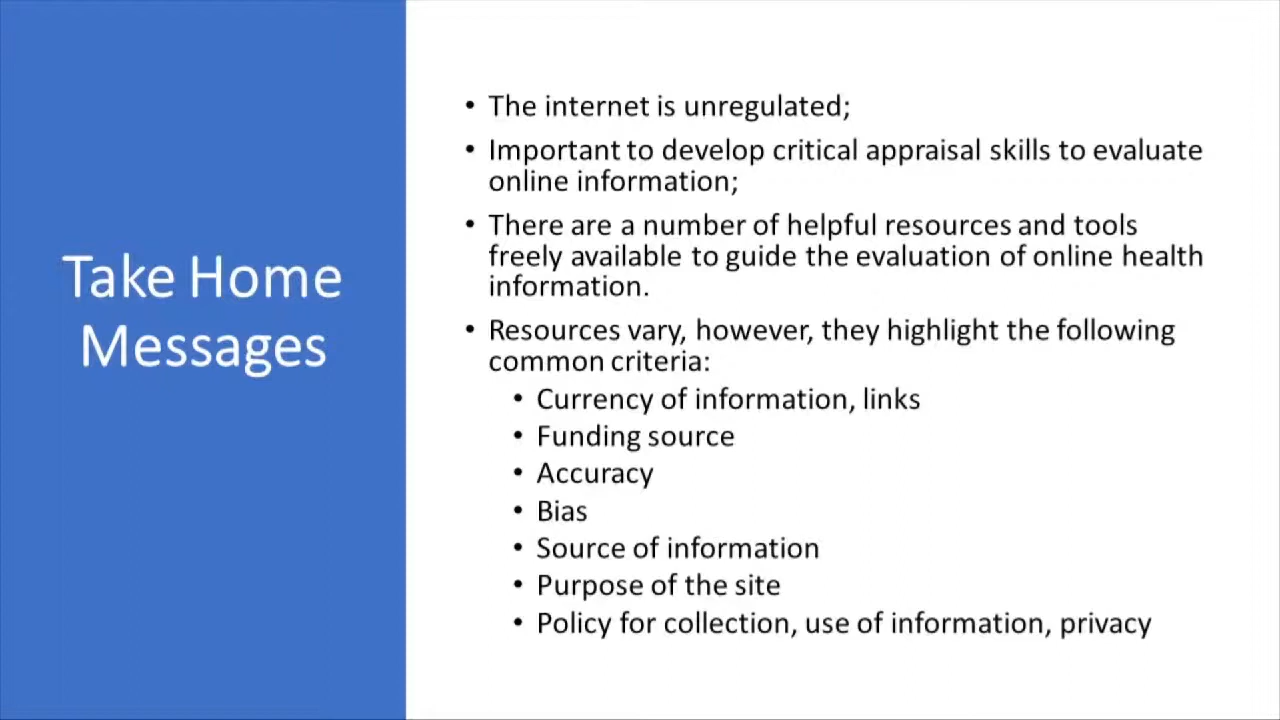 Take Home
Messages
• The internet is unregulated;
• Important to develop critical appraisal skills to evaluate
online information;
• There are a number of helpful resources and tools
freely available to guide the evaluation of online health
information.
• Resources vary, however, they highlight the following
common criteria:
• Currency of information, links
• Funding source
• Accuracy
• Bias
• Source of information
• Purpose of the site
• Policy for collection, use of information, privacy